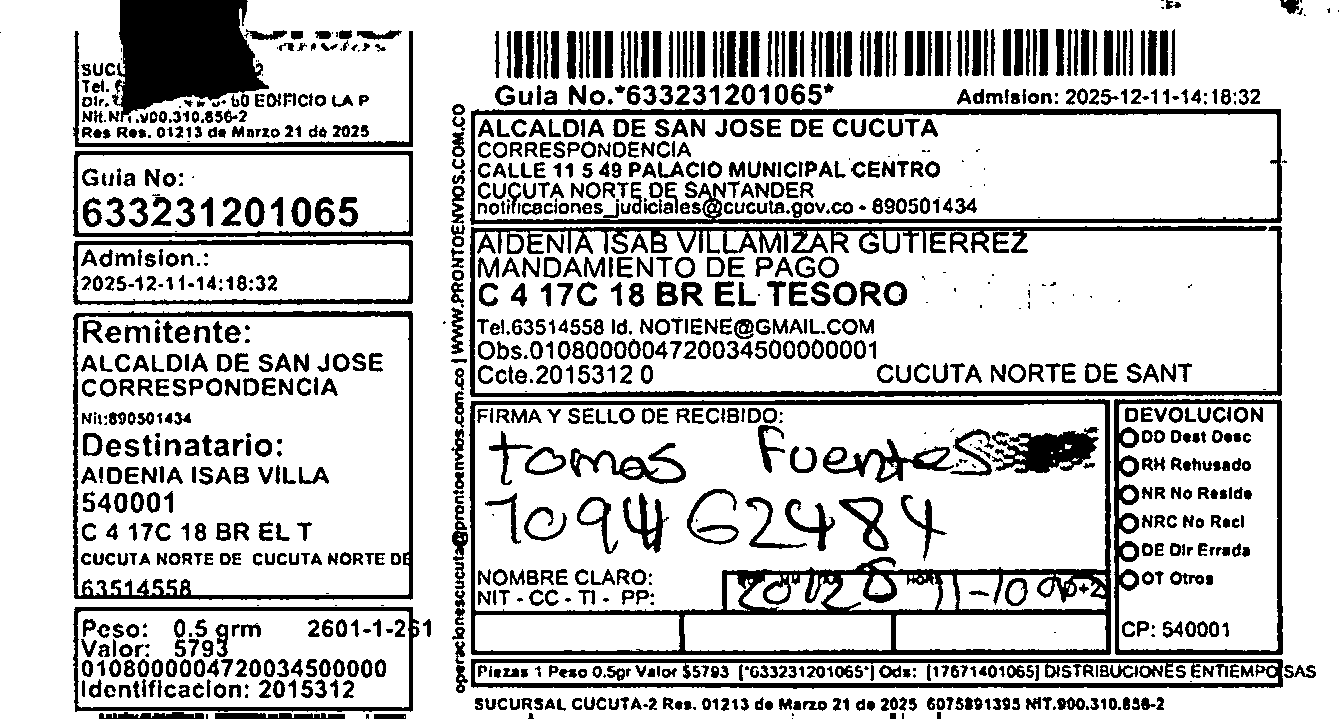 Nit.NIT.900.310.856-2
Res Res. 01213 de Marzo 21 de 2025
Guia No:
633231201065
Admision.:
2025-12-11-14:18:32
Remitente:
ALCALDIA DE SAN JOSE
CORRESPONDENCIA
Nit:890501434
Destinatario:
AIDENIA ISAB VILLA
540001
C 4 17C 18 BR EL T
CUCUTA NORTE DE CUCUTA NORTE DE
63514558
Peso: 0.5 grm 2601-1-261
Valor: 5793
0108000004720034500000
Identificacion: 2015312
operacionescucuta@prontoenvios.com.co | WWW.PRONTOENVIOS.COM.CO
Guia No.*633231201065*
Admision: 2025-12-11-14:18:32
ALCALDIA DE SAN JOSE DE CUCUTA
CORRESPONDENCIA
CALLE 11 5 49 PALACIO MUNICIPAL CENTRO
CUCUTA NORTE DE SANTANDER
notificaciones_judiciales@cucuta.gov.co - 890501434
AIDENIA ISAB VILLAMIZAR GUTIERREZ
MANDAMIENTO DE PAGO
C 4 17C 18 BR EL TESORO
Tel.63514558 Id. NOTIENE@GMAIL.COM
Obs.0108000004720034500000001
Ccte.2015312 0 CUCUTA NORTE DE SANT
FIRMA Y SELLO DE RECIBIDO:
tomas Fuentes
1094462484
NOMBRE CLARO:
NIT - CC - TI - PP:
DEVOLUCION
DD Dest Desc
RH Rehusado
NR No Reside
NRC No Recl
DE Dir Errada
OT Otros
CP: 540001
Piezas 1 Peso 0.5gr Valor $5793 [*633231201065*] Ods: [17671401065] DISTRIBUCIONES ENTIEMPO SAS
SUCURSAL CUCUTA-2 Res. 01213 de Marzo 21 de 2025 6075891395 NIT.900.310.856-2